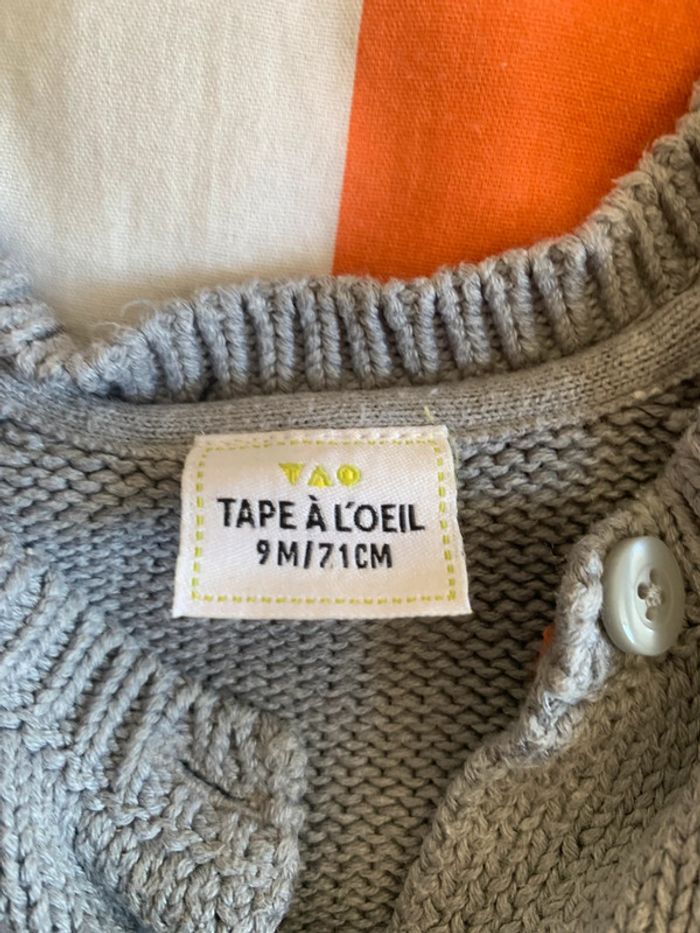 TAO
TAPE À L'OEIL
9M/71CM